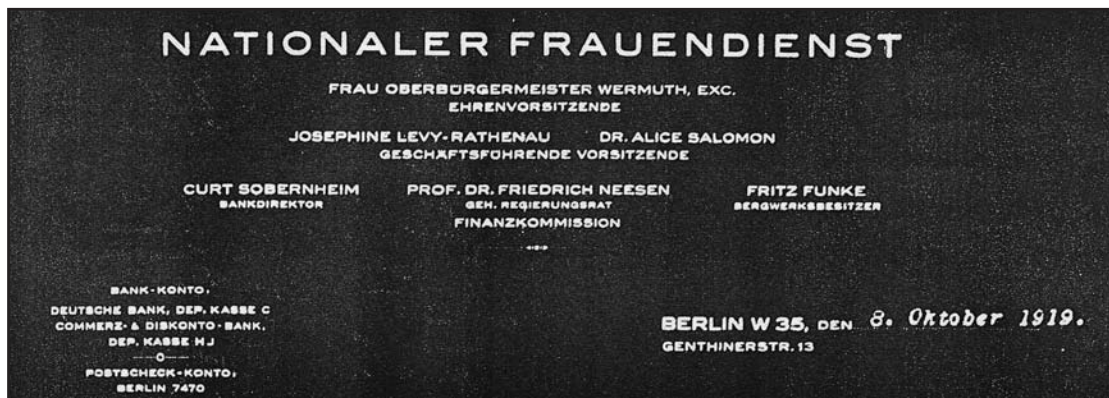 NATIONALER FRAUENDIENST
FRAU OBERBÜRGERMEISTER WERMUTH, EXC.
EHRENVORSITZENDE
JOSEPHINE LEVY-RATHENAU DR. ALICE SALOMON
GESCHÄFTSFÜHRENDE VORSITZENDE
CURT SOBERNHEIM PROF. DR. FRIEDRICH NEESEN FRITZ FUNKE
BANKDIREKTOR GEH. REGIERUNGSRAT BERGWERKSBESITZER
FINANZKOMMISSION
BANK-KONTO,
DEUTSCHE BANK, DEP. KASSE C
COMMERZ- & DISKONTO-BANK,
DEP. KASSE HJ
POSTSCHECK-KONTO,
BERLIN 7470
BERLIN W 35, DEN 8. Oktober 1919.
GENTHINERSTR. 13